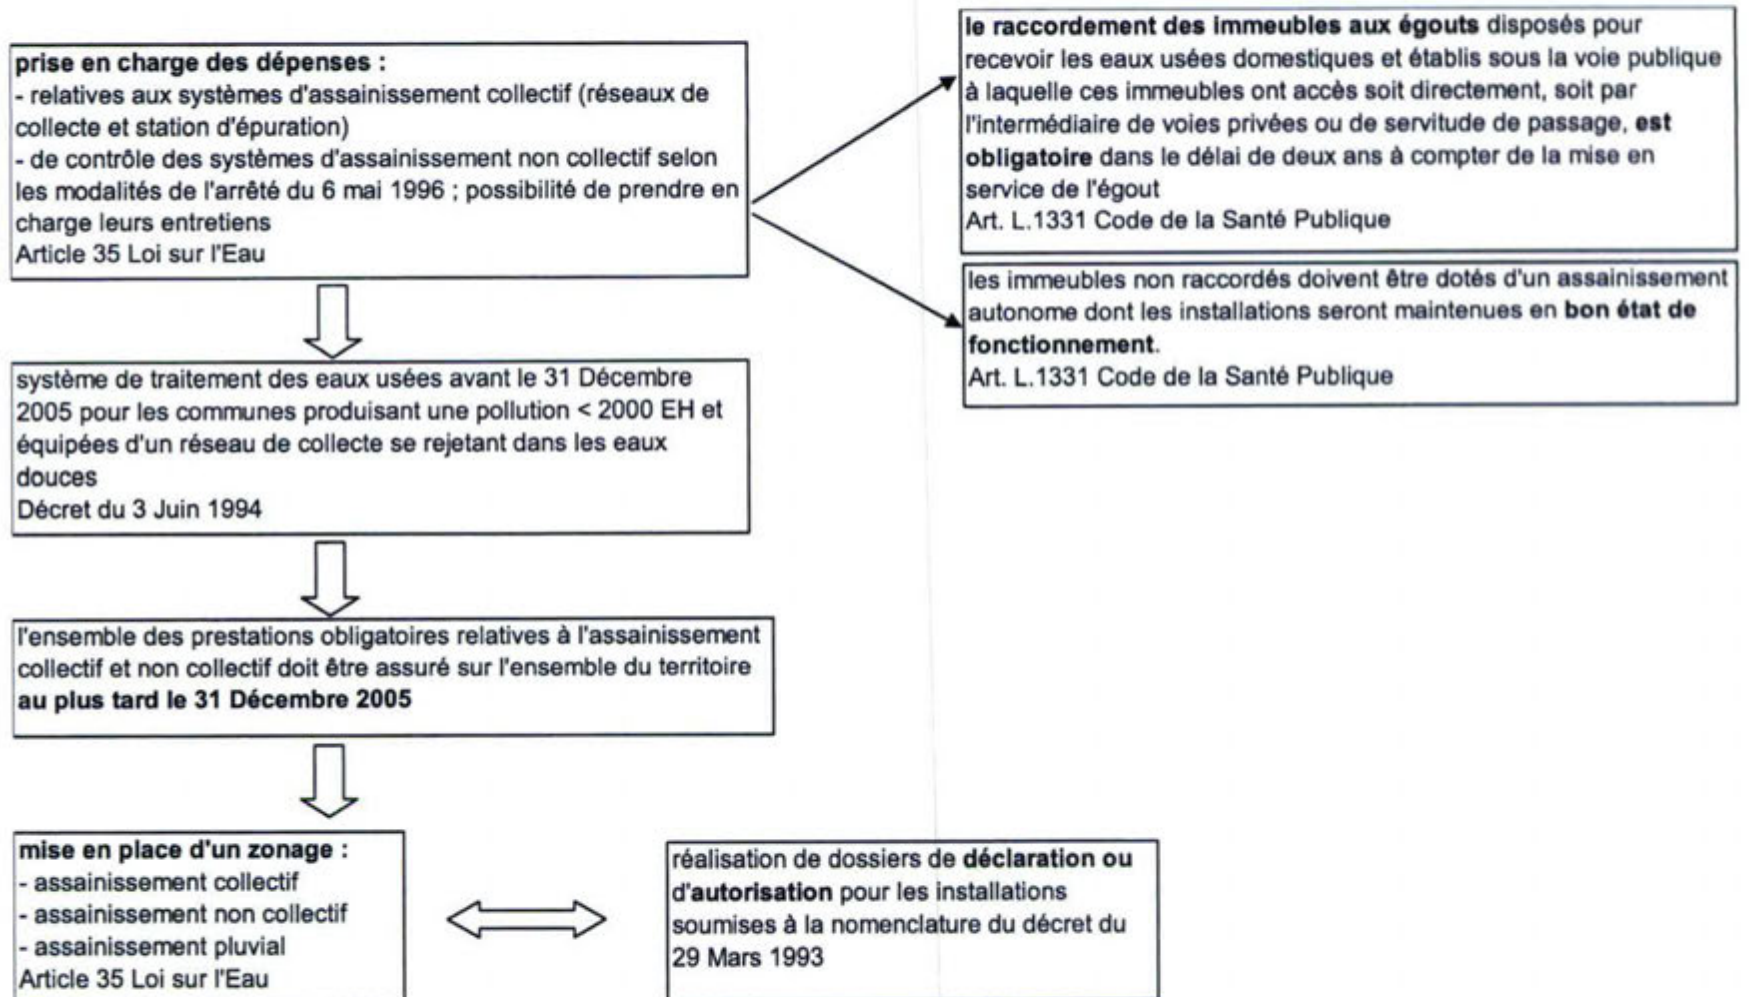 prise en charge des dépenses :
- relatives aux systèmes d'assainissement collectif (réseaux de
collecte et station d'épuration)
- de contrôle des systèmes d'assainissement non collectif selon
les modalités de l'arrêté du 6 mai 1996 ; possibilité de prendre en
charge leurs entretiens
Article 35 Loi sur l'Eau
le raccordement des immeubles aux égouts disposés pour
recevoir les eaux usées domestiques et établis sous la voie publique
à laquelle ces immeubles ont accès soit directement, soit par
l'intermédiaire de voies privées ou de servitude de passage, est
obligatoire dans le délai de deux ans à compter de la mise en
service de l'égout
Art. L.1331 Code de la Santé Publique
les immeubles non raccordés doivent être dotés d'un assainissement
autonome dont les installations seront maintenues en bon état de
fonctionnement.
Art. L.1331 Code de la Santé Publique
système de traitement des eaux usées avant le 31 Décembre
2005 pour les communes produisant une pollution < 2000 EH et
équipées d'un réseau de collecte se rejetant dans les eaux
douces
Décret du 3 Juin 1994
l'ensemble des prestations obligatoires relatives à l'assainissement
collectif et non collectif doit être assuré sur l'ensemble du territoire
au plus tard le 31 Décembre 2005
mise en place d'un zonage :
- assainissement collectif
- assainissement non collectif
- assainissement pluvial
Article 35 Loi sur l'Eau
réalisation de dossiers de déclaration ou
d'autorisation pour les installations
soumises à la nomenclature du décret du
29 Mars 1993